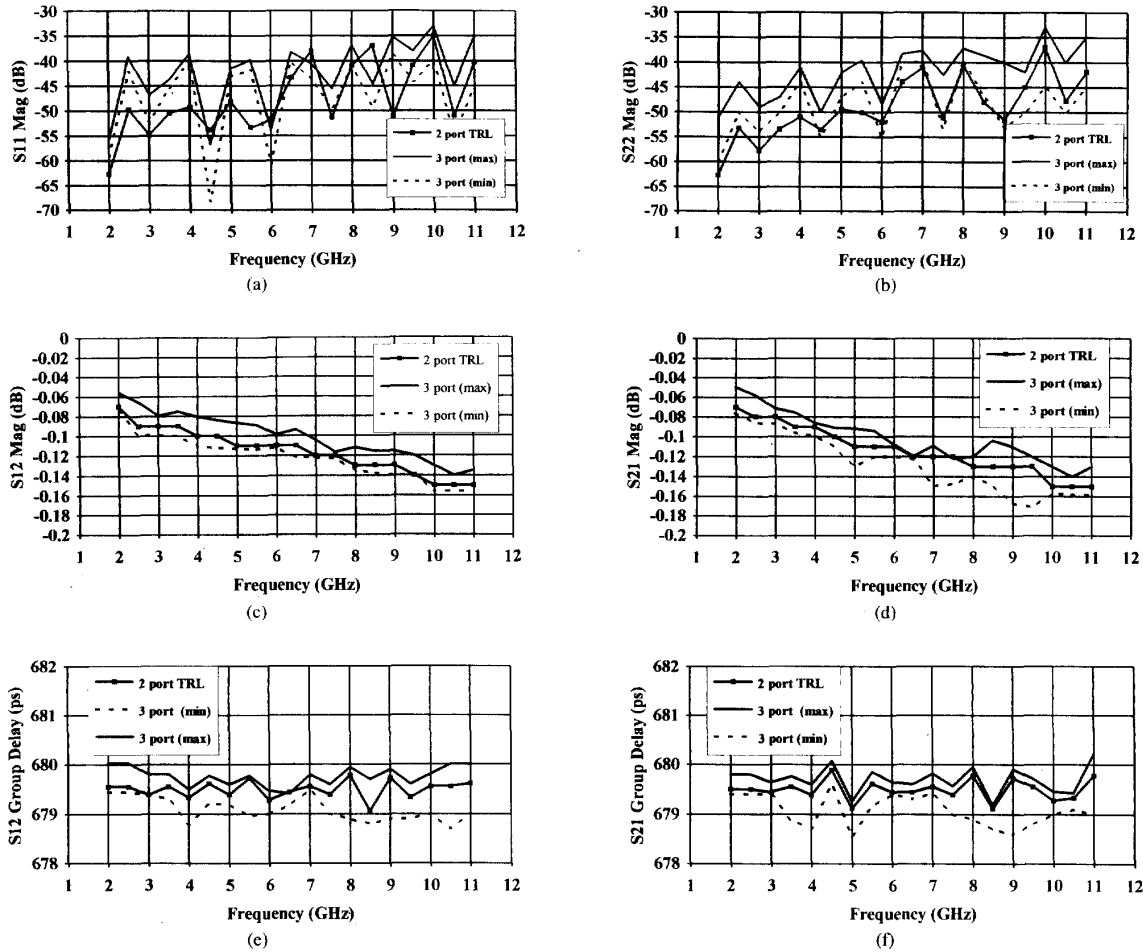 -30
-35
-40
-45
-50
-55
-60
-65
-70
S11 Mag (dB)
2 port TRL
3 port (max)
3 port (min)
1 2 3 4 5 6 7 8 9 10 11 12
Frequency (GHz)
(a)
-30
-35
-40
-45
-50
-55
-60
-65
-70
S22 Mag (dB)
2 port TRL
3 port (max)
3 port (min)
1 2 3 4 5 6 7 8 9 10 11 12
Frequency (GHz)
(b)
0
-0.02
-0.04
-0.06
-0.08
-0.1
-0.12
-0.14
-0.16
-0.18
-0.2
S12 Mag (dB)
2 port TRL
3 port (max)
3 port (min)
1 2 3 4 5 6 7 8 9 10 11 12
Frequency (GHz)
(c)
0
-0.02
-0.04
-0.06
-0.08
-0.1
-0.12
-0.14
-0.16
-0.18
-0.2
S21 Mag (dB)
2 port TRL
3 port (max)
3 port (min)
1 2 3 4 5 6 7 8 9 10 11 12
Frequency (GHz)
(d)
682
681
680
679
678
S12 Group Delay (ps)
2 port TRL
3 port (min)
3 port (max)
1 2 3 4 5 6 7 8 9 10 11 12
Frequency (GHz)
(e)
682
681
680
679
678
S21 Group Delay (ps)
2 port TRL
3 port (max)
3 port (min)
1 2 3 4 5 6 7 8 9 10 11 12
Frequency (GHz)
(f)